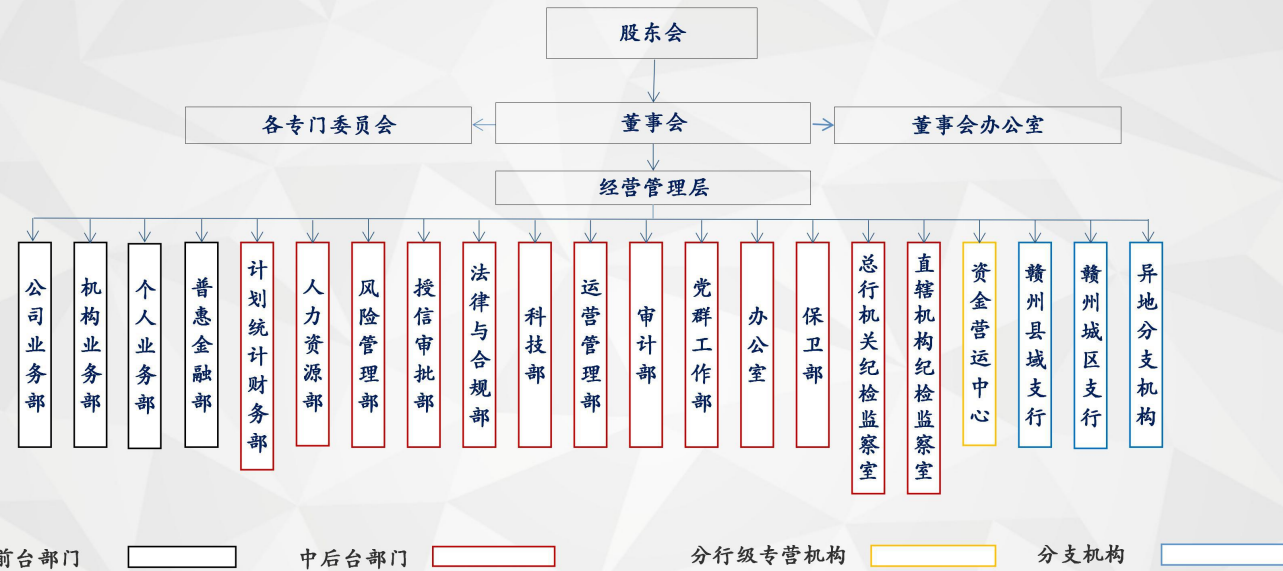 股东会
各专门委员会
董事会
董事会办公室
经营管理层
公司业务部
机构业务部
个人业务部
普惠金融部
计划统计财务部
人力资源部
风险管理部
授信审批部
法律与合规部
科技部
运营管理部
审计部
党群工作部
办公室
保卫部
总行机关纪检监察室
直辖机构纪检监察室
资金营运中心
赣州县域支行
赣州城区支行
异地分支机构
前台部门
中后台部门
分行级专营机构
分支机构